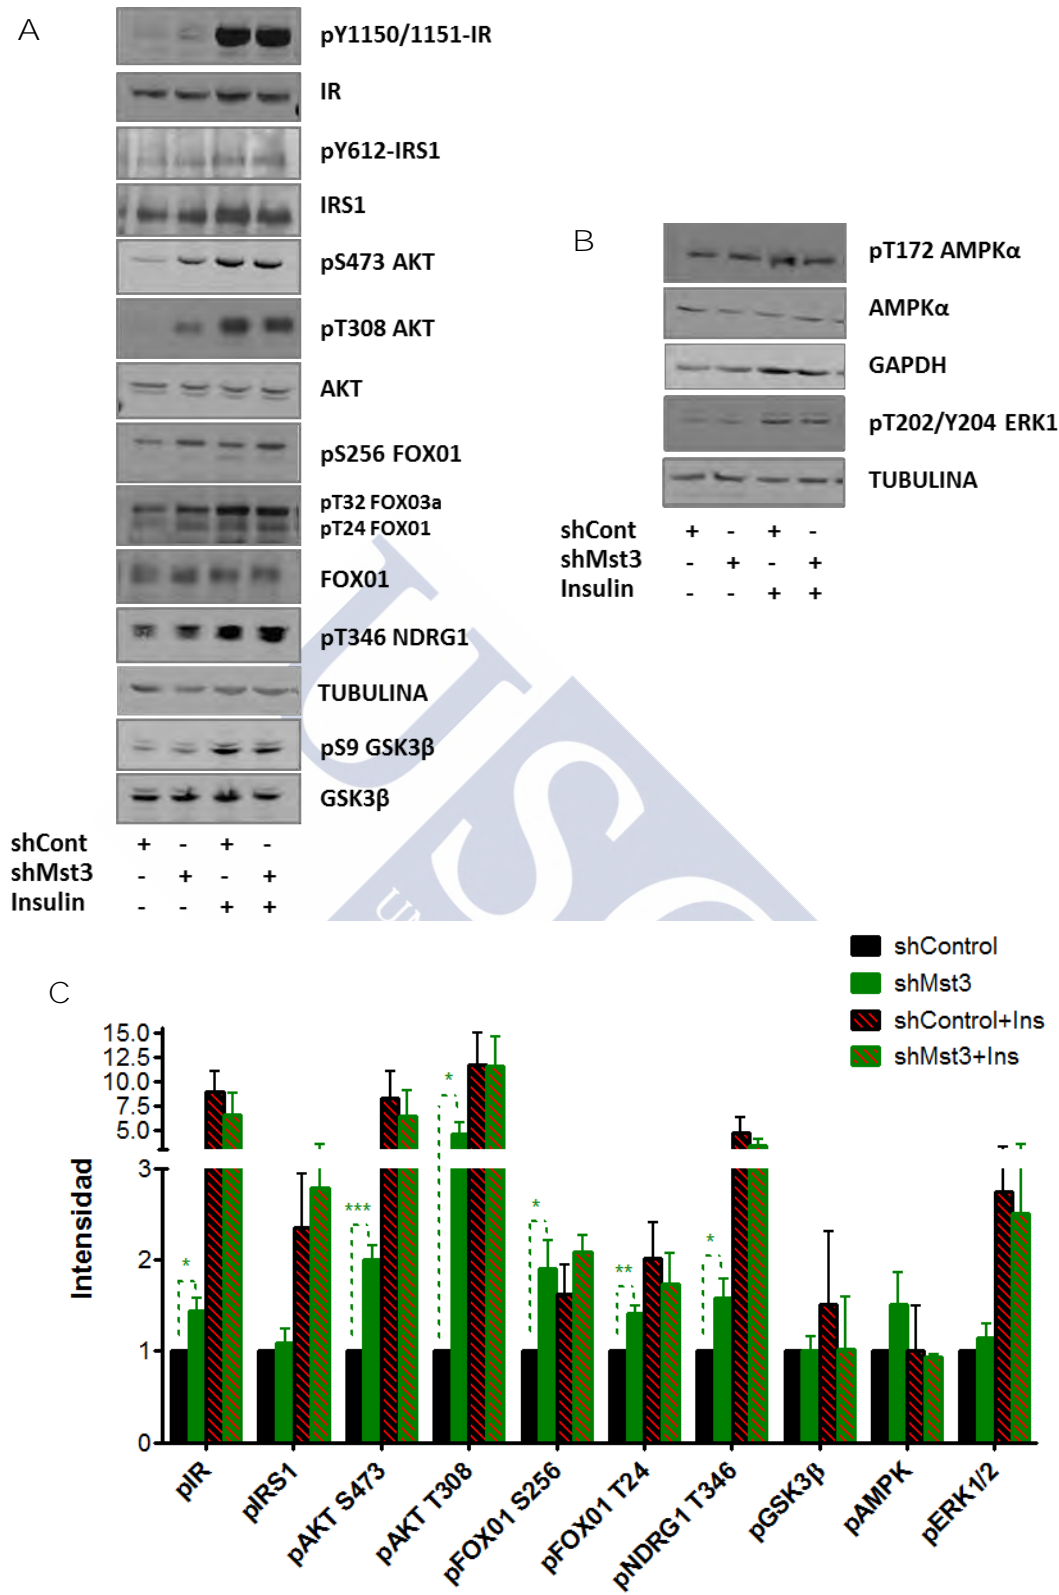 A
pY1150/1151-IR
IR
pY612-IRS1
IRS1
pS473 AKT
pT308 AKT
AKT
pS256 FOX01
pT32 FOX03a
pT24 FOX01
FOX01
pT346 NDRG1
TUBULINA
pS9 GSK3β
GSK3β
shCont + - + -
shMst3 - + - +
Insulin - - + +
B
pT172 AMPKα
AMPKα
GAPDH
pT202/Y204 ERK1
TUBULINA
shCont + - + -
shMst3 - + - +
Insulin - - + +
USC
C
shControl
shMst3
shControl+Ins
shMst3+Ins
Intensidad
15.0
12.5
10.0
7.5
5.0
3
2
1
0
* *** * * ** *
pIR
pIRS1
pAKT S473
pAKT T308
pFOX01 S256
pFOX01 T24
pNDRG1 T346
pGSK3β
pAMPK
pERK1/2